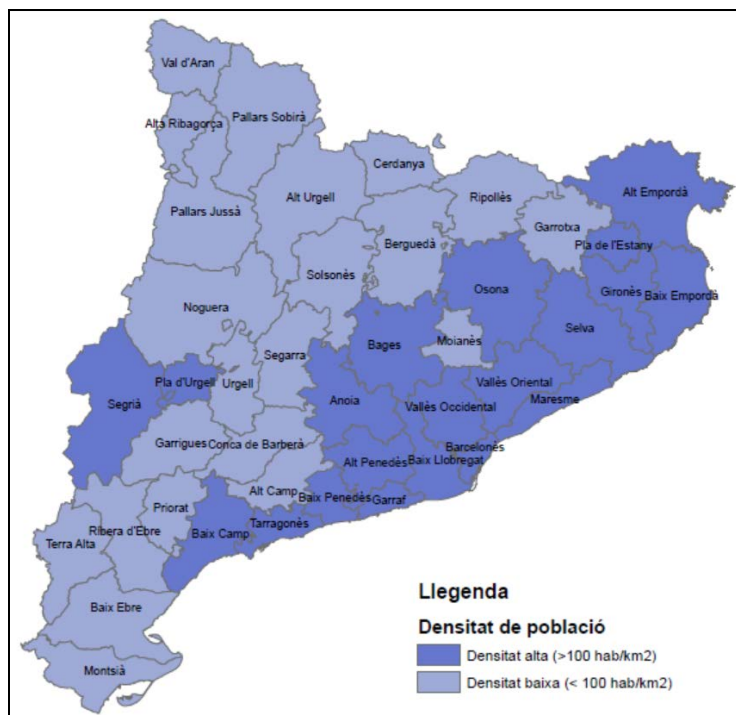 Val d'Aran
Alta Ribagorça
Pallars Sobirà
Cerdanya
Alt Urgell
Ripollès
Alt Empordà
Pallars Jussà
Garrotxa
Berguedà
Pla de l'Estany
Solsonès
Osona
Gironès
Baix Empordà
Noguera
Selva
Bages
Moianès
Segarra
Pla d'Urgell
Urgell
Vallès Oriental
Segrià
Anoia
Vallès Occidental
Maresme
Garrigues
Conca de Barberà
Barcelonès
Alt Penedès
Baix Llobregat
Alt Camp
Baix Penedès
Garraf
Priorat
Tarragonès
Ribera d'Ebre
Baix Camp
Terra Alta
Baix Ebre
Montsià
Llegenda
Densitat de població
Densitat alta (>100 hab/km2)
Densitat baixa (< 100 hab/km2)